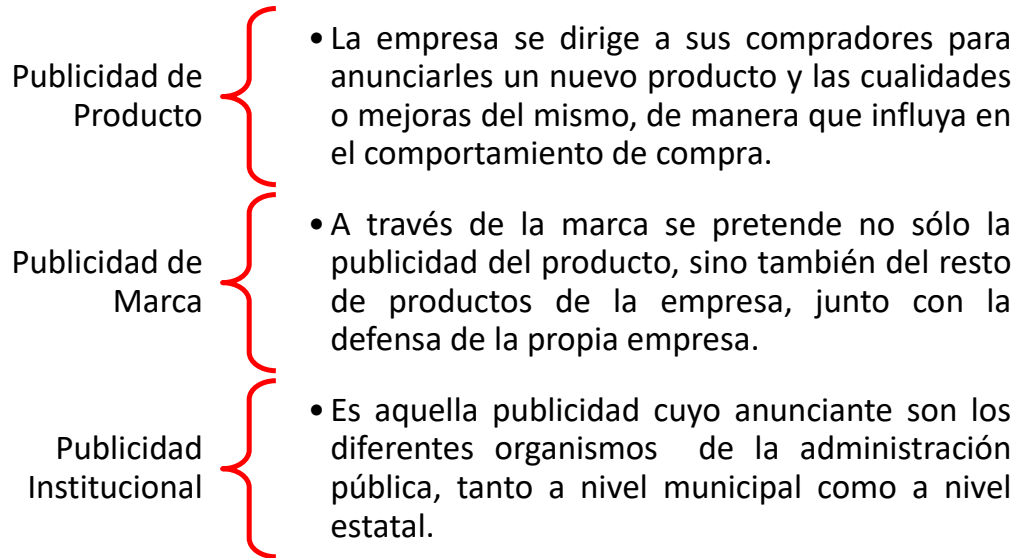 Publicidad de
Producto
• La empresa se dirige a sus compradores para
anunciarles un nuevo producto y las cualidades
o mejoras del mismo, de manera que influya en
el comportamiento de compra.
Publicidad de
Marca
• A través de la marca se pretende no sólo la
publicidad del producto, sino también del resto
de productos de la empresa, junto con la
defensa de la propia empresa.
Publicidad
Institucional
• Es aquella publicidad cuyo anunciante son los
diferentes organismos de la administración
pública, tanto a nivel municipal como a nivel
estatal.